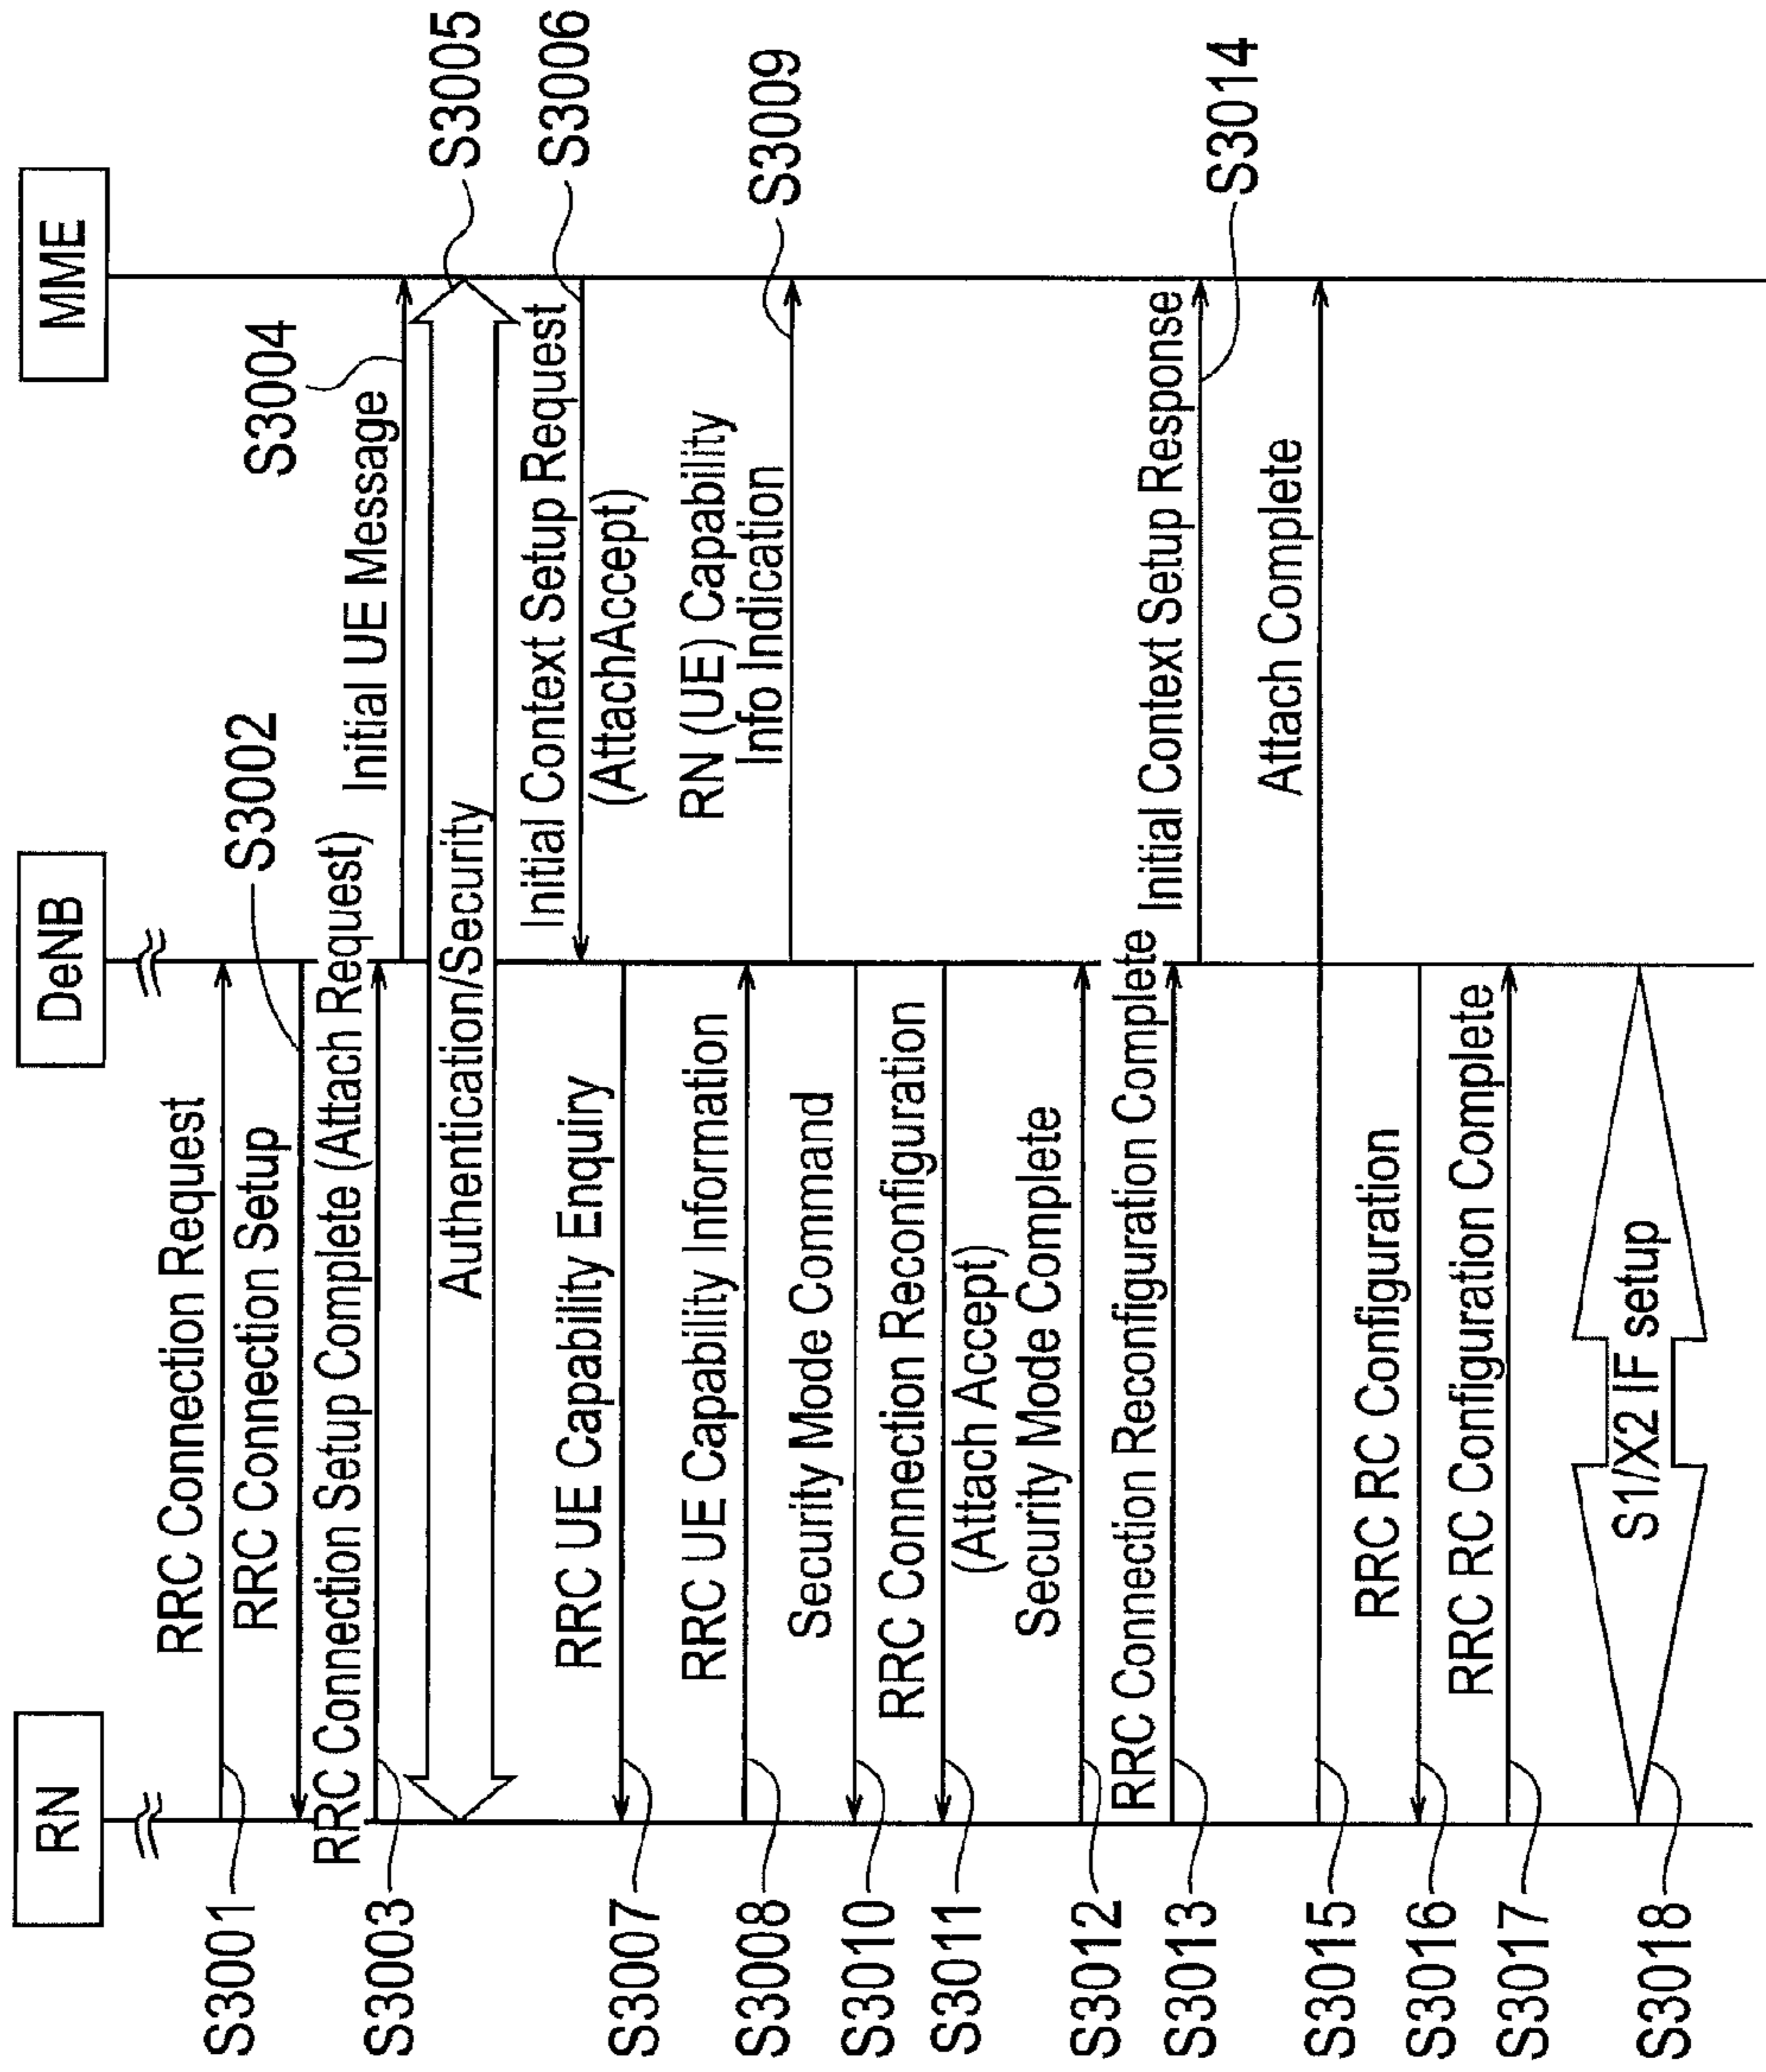 RN
DeNB
MME
S3001
RRC Connection Request
RRC Connection Setup
S3002
S3003
RRC Connection Setup Complete (Attach Request)
Initial UE Message
S3004
Authentication/Security
S3005
Initial Context Setup Request
(AttachAccept)
S3006
S3007
RRC UE Capability Enquiry
S3008
RRC UE Capability Information
RN (UE) Capability
Info Indication
S3009
S3010
Security Mode Command
S3011
RRC Connection Reconfiguration
(Attach Accept)
S3012
Security Mode Complete
S3013
RRC Connection Reconfiguration Complete
Initial Context Setup Response
S3014
S3015
Attach Complete
S3016
RRC RC Configuration
S3017
RRC RC Configuration Complete
S3018
S1/X2 IF setup